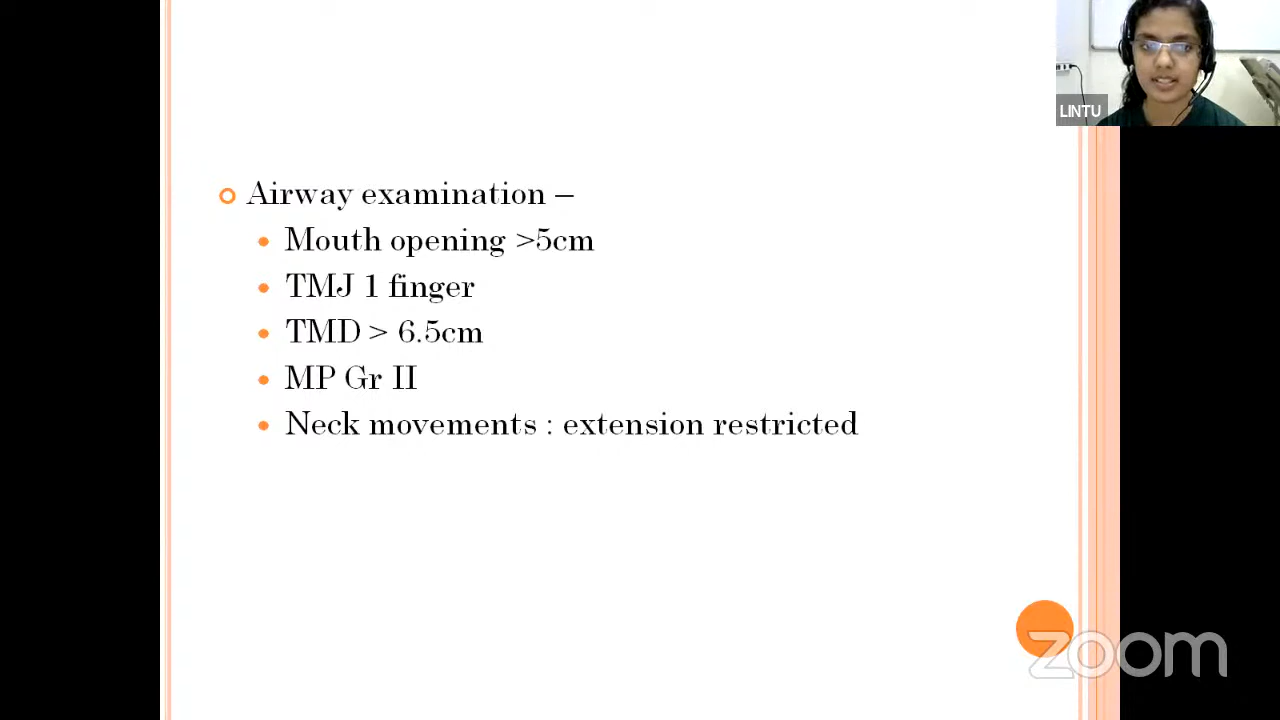 LINTU
Airway examination –
Mouth opening >5cm
TMJ 1 finger
TMD > 6.5cm
MP Gr II
Neck movements : extension restricted
zoom